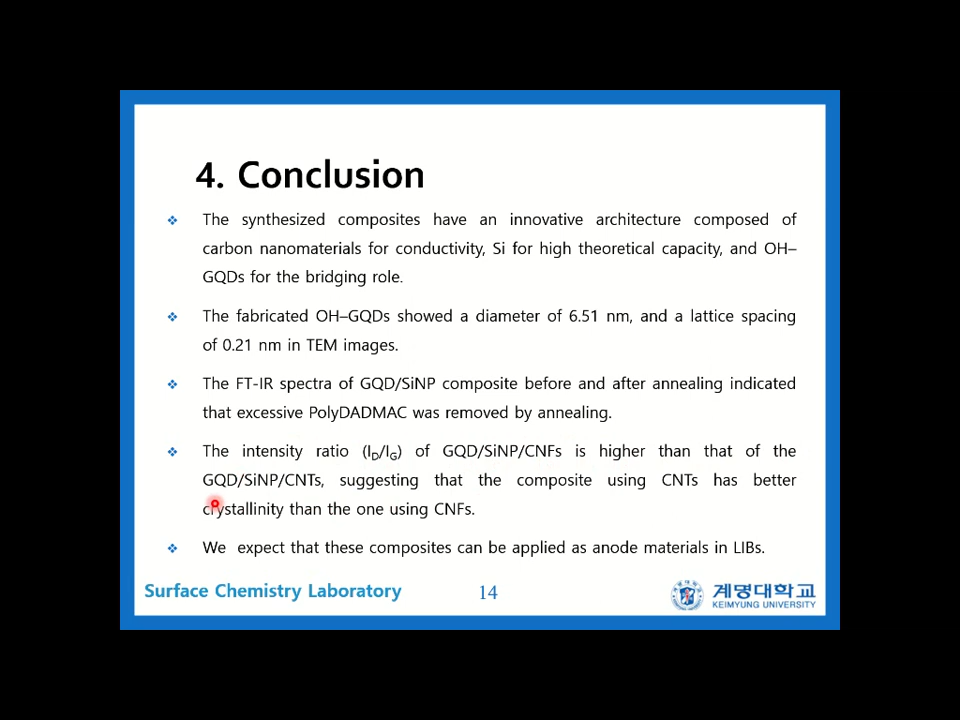 4. Conclusion
❖ The synthesized composites have an innovative architecture composed of
carbon nanomaterials for conductivity, Si for high theoretical capacity, and OH–
GQDs for the bridging role.
❖ The fabricated OH–GQDs showed a diameter of 6.51 nm, and a lattice spacing
of 0.21 nm in TEM images.
❖ The FT-IR spectra of GQD/SiNP composite before and after annealing indicated
that excessive PolyDADMAC was removed by annealing.
❖ The intensity ratio (I_D/I_G) of GQD/SiNP/CNFs is higher than that of the
GQD/SiNP/CNTs, suggesting that the composite using CNTs has better
crystallinity than the one using CNFs.
❖ We expect that these composites can be applied as anode materials in LIBs.
Surface Chemistry Laboratory
14
계명대학교
KEIMYUNG UNIVERSITY